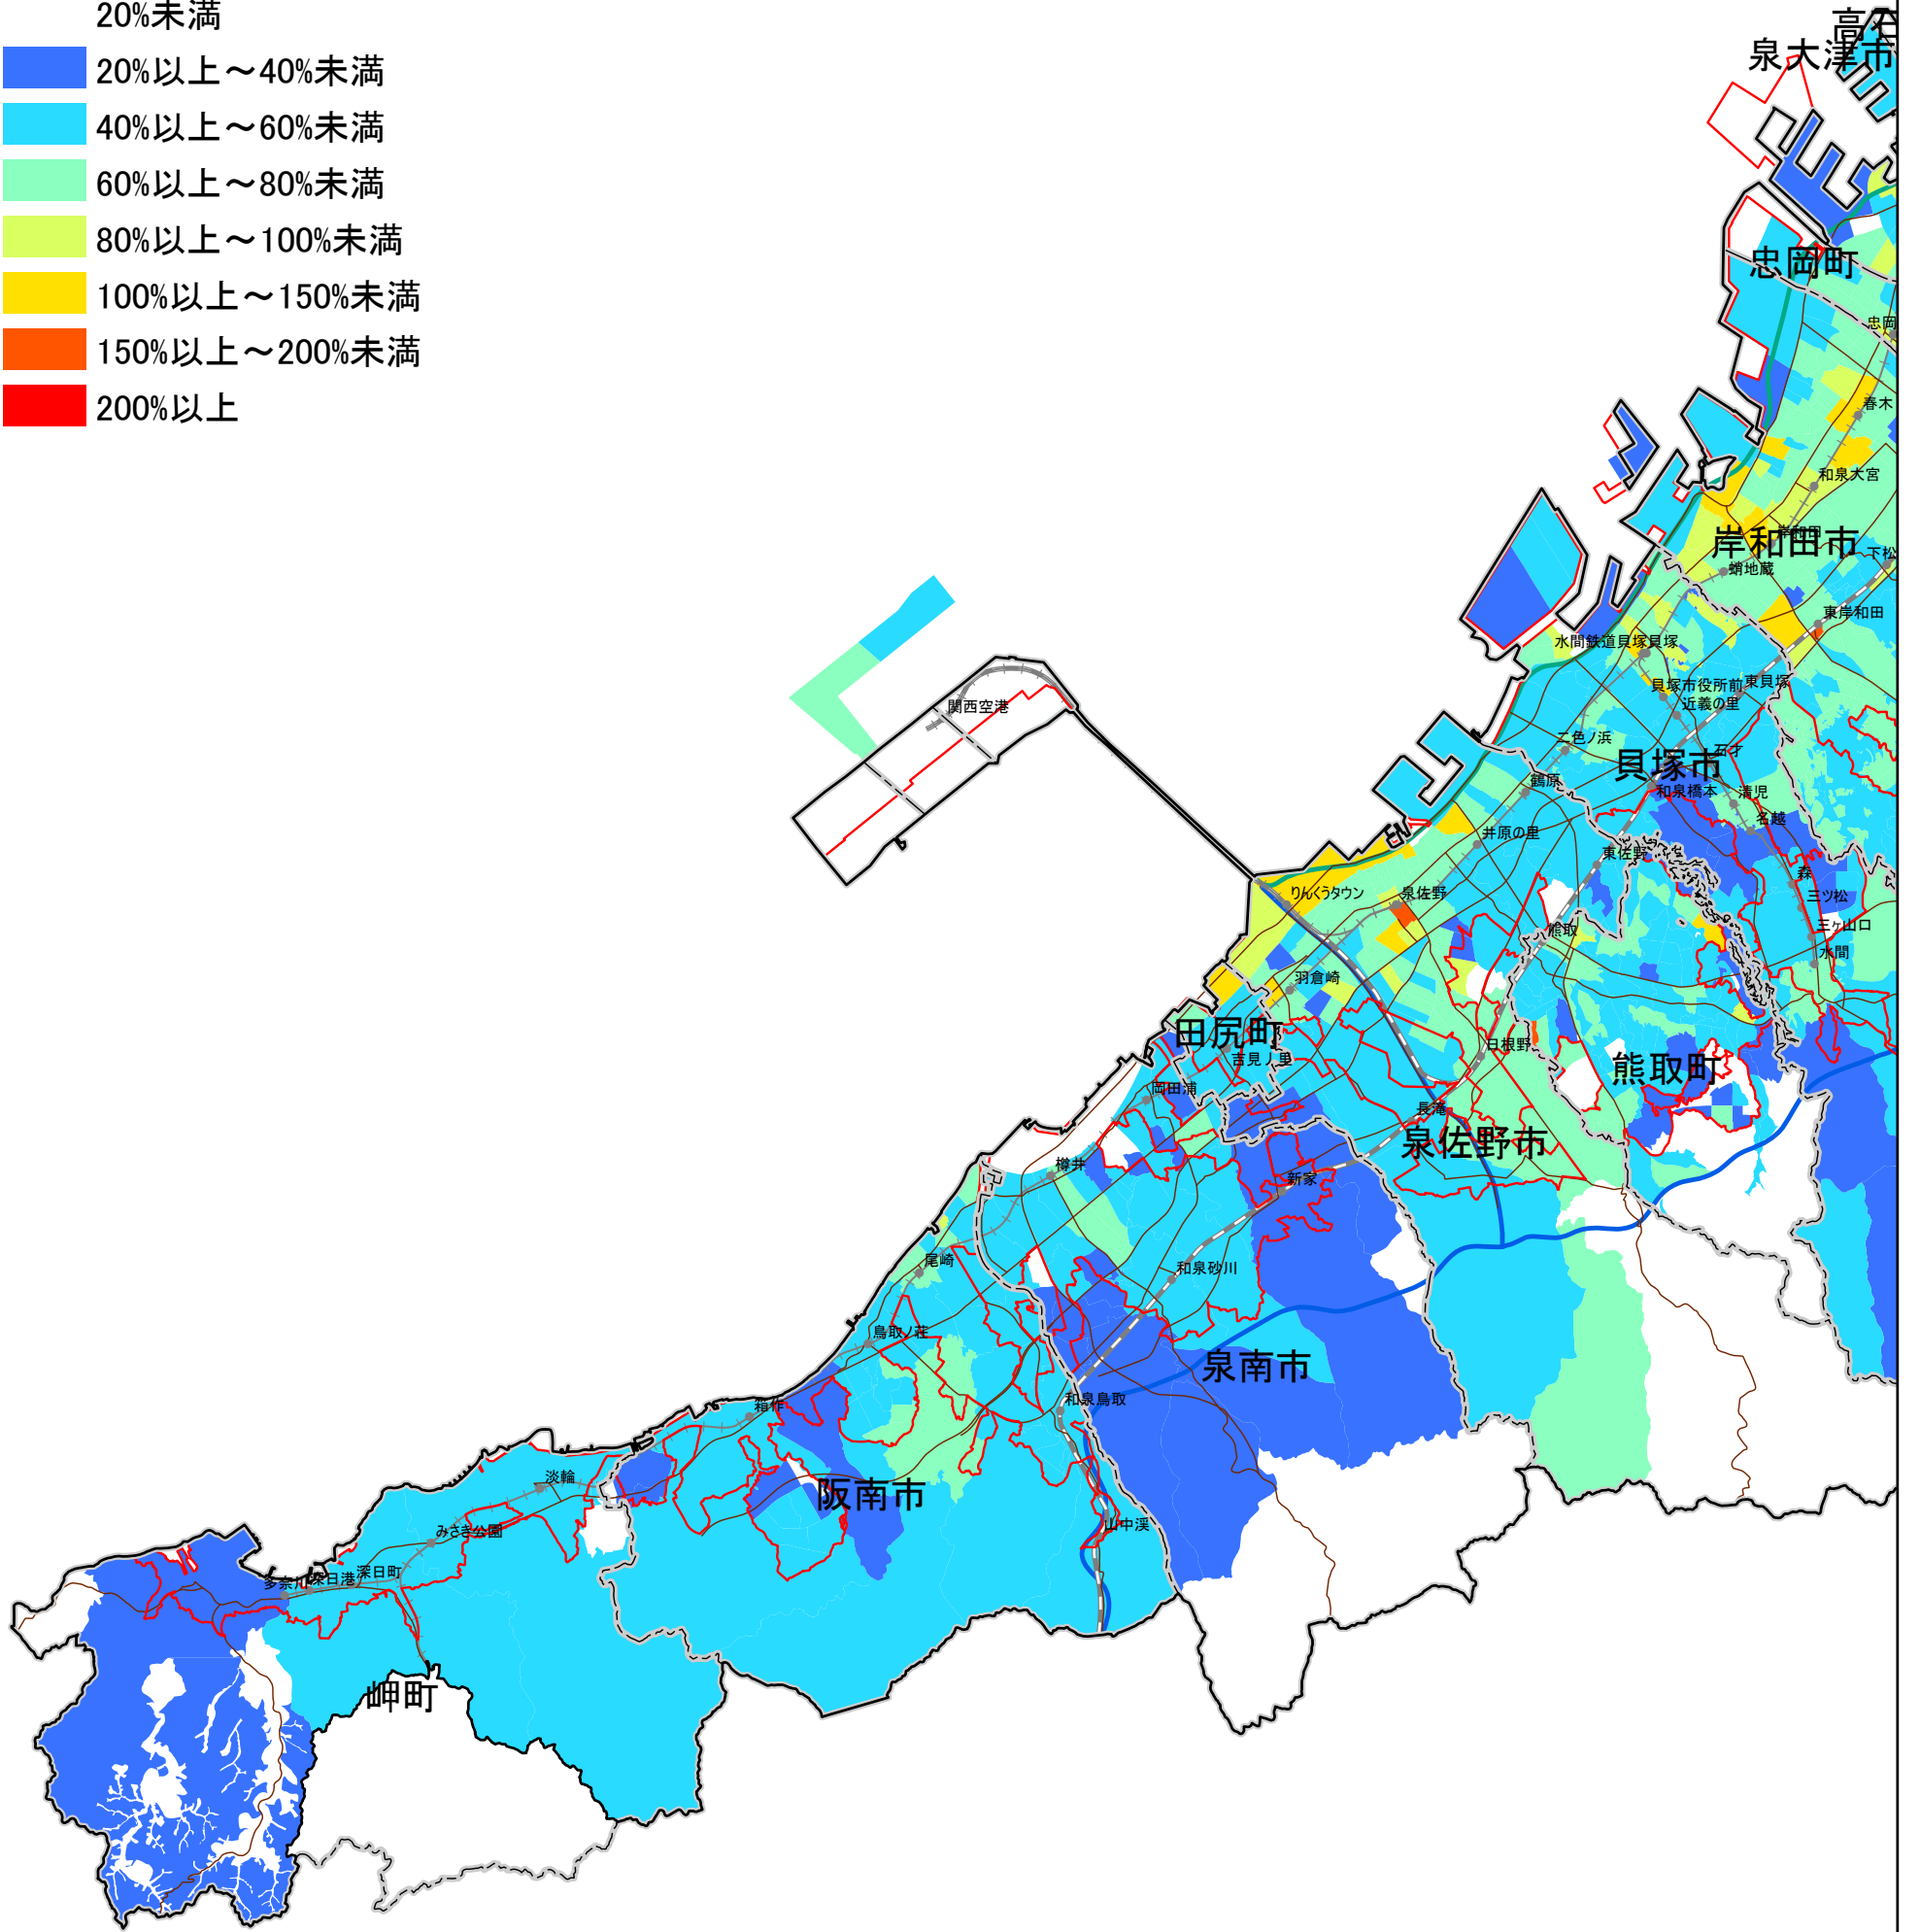 20%未満
20%以上～40%未満
40%以上～60%未満
60%以上～80%未満
80%以上～100%未満
100%以上～150%未満
150%以上～200%未満
200%以上
高石
泉大津市
忠岡町
忠岡
春木
和泉大宮
岸和田
岸和田市
下松
蛸地蔵
東岸和田
水間鉄道貝塚
貝塚
貝塚市役所前
東貝塚
近義の里
関西空港
二色ノ浜
石才
貝塚市
鶴原
和泉橋本
清児
名越
井原の里
東佐野
森
りんくうタウン
泉佐野
三ツ松
三ヶ山口
熊取
水間
羽倉崎
田尻町
吉見ノ里
日根野
熊取町
岡田浦
長滝
泉佐野市
樽井
新家
尾崎
和泉砂川
鳥取ノ荘
泉南市
箱作
和泉鳥取
淡輪
阪南市
みさき公園
山中渓
多奈川
深日港
深日町
岬町